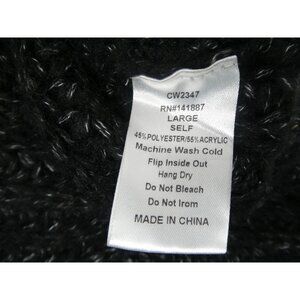 CW2347
RN#141887
LARGE
SELF
45%POLYESTER/55%ACRYLIC
Machine Wash Cold
Flip Inside Out
Hang Dry
Do Not Bleach
Do Not Irom
MADE IN CHINA